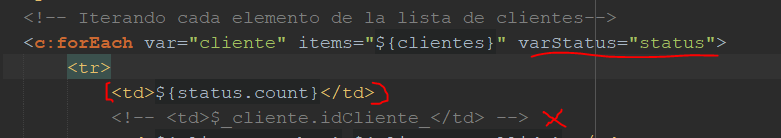 <!-- Iterando cada elemento de la lista de clientes-->
<c:forEach var="cliente" items="${clientes}" varStatus="status">
<tr>
<td>${status.count}</td>
<!-- <td>$_cliente.idCliente_</td> -->